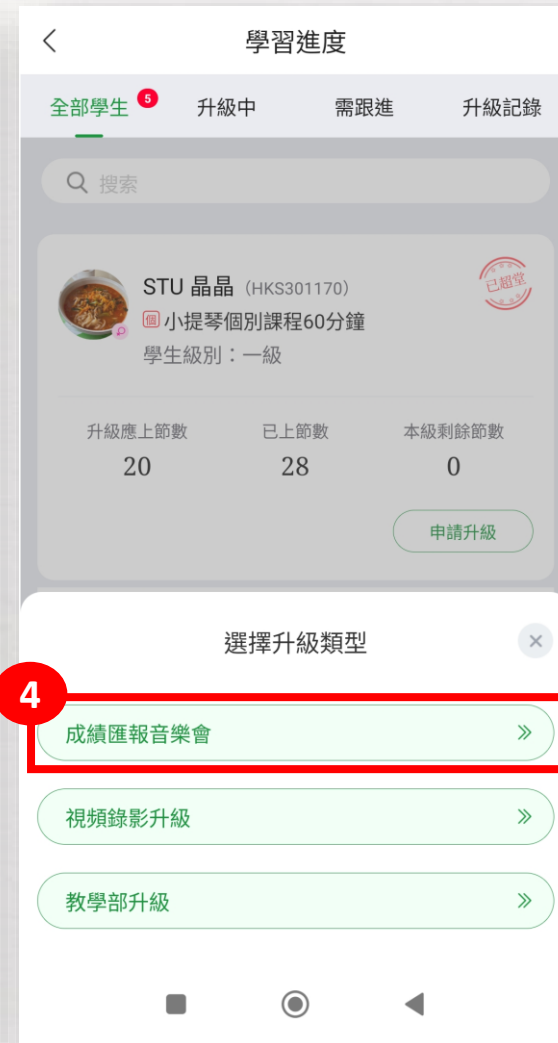 學習進度
全部學生 5 升級中 需跟進 升級記錄
搜索
STU 晶晶 (HKS301170)
已超堂
個 小提琴個別課程60分鐘
學生級別：一級
升級應上節數 已上節數 本級剩餘節數
20 28 0
申請升級
選擇升級類型
4
成績匯報音樂會
視頻錄影升級
教學部升級